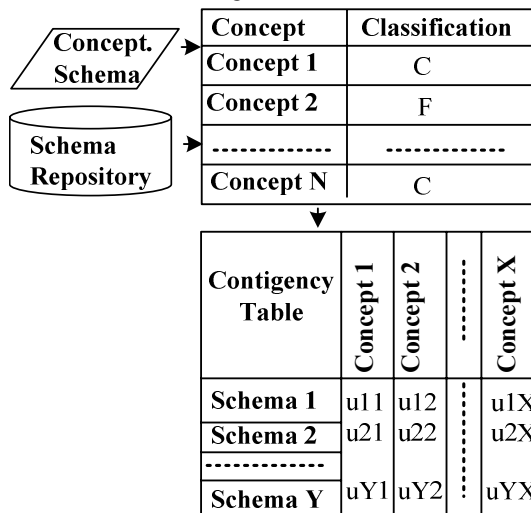 Concept.
Schema
Schema
Repository
Concept Classification
Concept 1 C
Concept 2 F
Concept N C
Contigency
Table
Concept 1
Concept 2
Concept X
Schema 1 u11 u12 u1X
Schema 2 u21 u22 u2X
Schema Y uY1 uY2 uYX